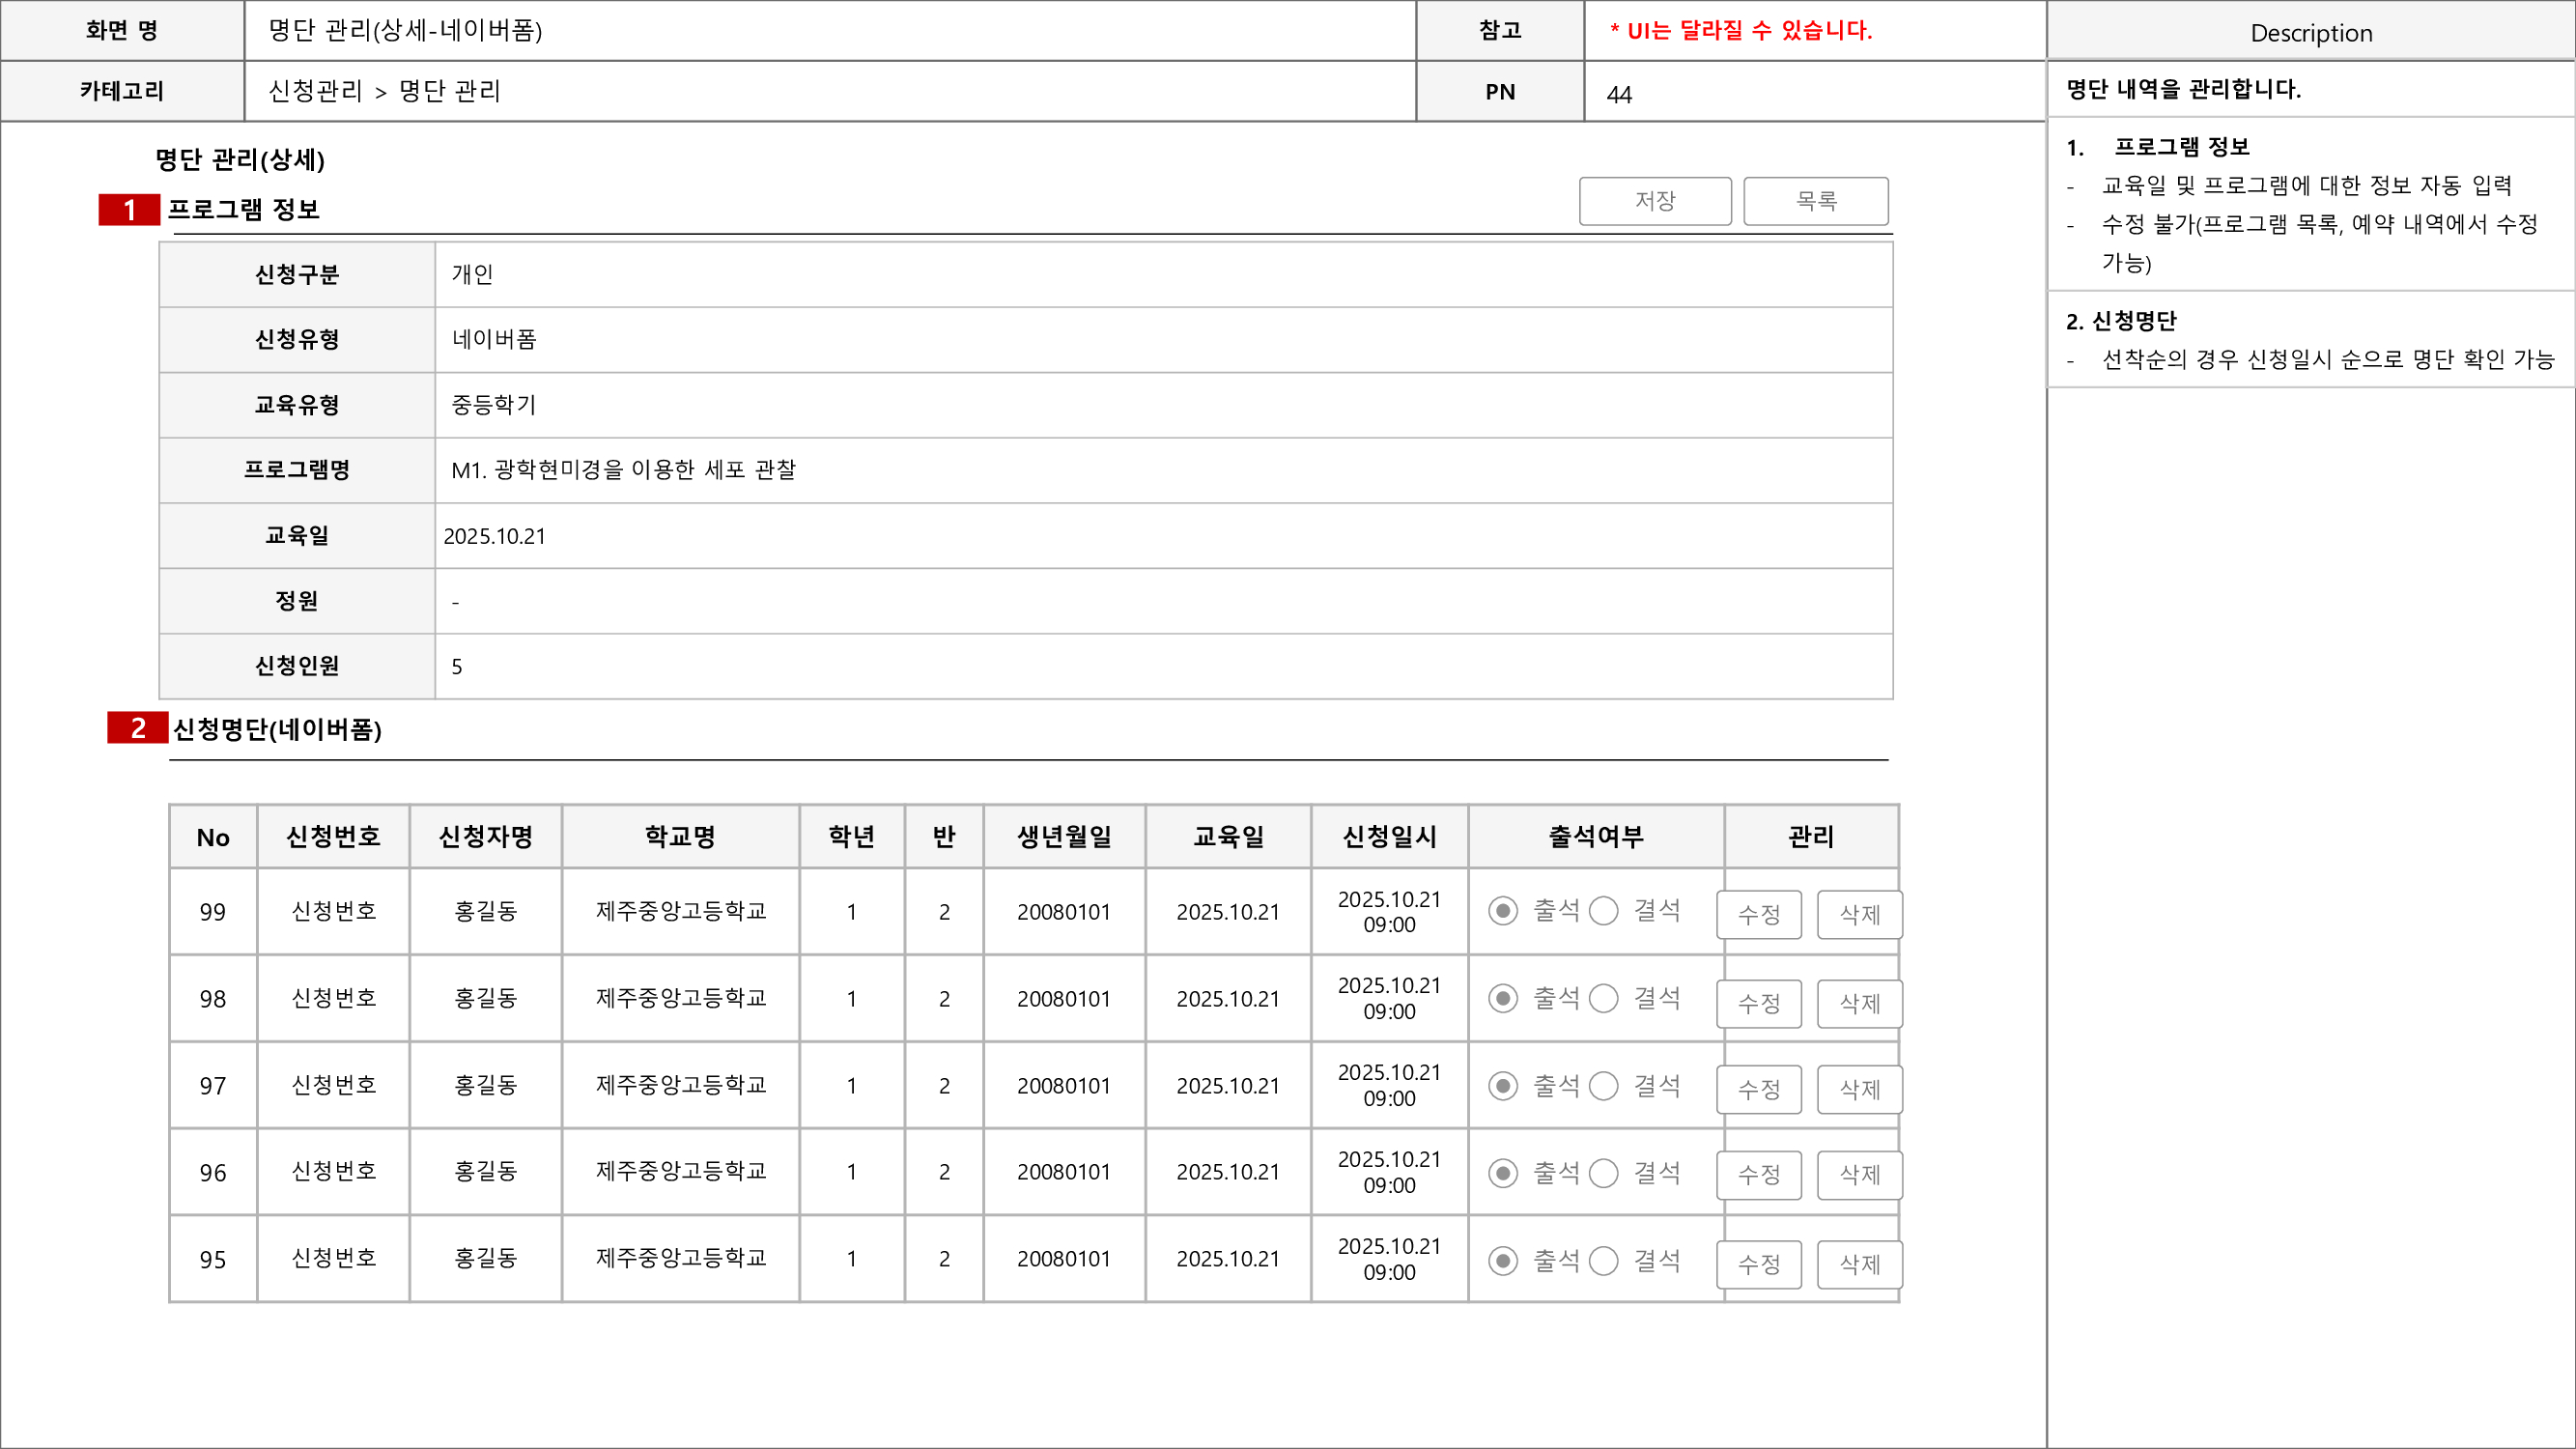 화면 명 명단 관리(상세-네이버폼) 참고 * UI는 달라질 수 있습니다. Description
카테고리 신청관리 > 명단 관리 PN 44
명단 내역을 관리합니다.
1. 프로그램 정보
- 교육일 및 프로그램에 대한 정보 자동 입력
- 수정 불가(프로그램 목록, 예약 내역에서 수정
가능)
2. 신청명단
- 선착순의 경우 신청일시 순으로 명단 확인 가능
명단 관리(상세)
1 프로그램 정보 저장 목록
신청구분 개인
신청유형 네이버폼
교육유형 중등학기
프로그램명 M1. 광학현미경을 이용한 세포 관찰
교육일 2025.10.21
정원 -
신청인원 5
2 신청명단(네이버폼)
No 신청번호 신청자명 학교명 학년 반 생년월일 교육일 신청일시 출석여부 관리
99 신청번호 홍길동 제주중앙고등학교 1 2 20080101 2025.10.21 2025.10.21 09:00 출석 결석 수정 삭제
98 신청번호 홍길동 제주중앙고등학교 1 2 20080101 2025.10.21 2025.10.21 09:00 출석 결석 수정 삭제
97 신청번호 홍길동 제주중앙고등학교 1 2 20080101 2025.10.21 2025.10.21 09:00 출석 결석 수정 삭제
96 신청번호 홍길동 제주중앙고등학교 1 2 20080101 2025.10.21 2025.10.21 09:00 출석 결석 수정 삭제
95 신청번호 홍길동 제주중앙고등학교 1 2 20080101 2025.10.21 2025.10.21 09:00 출석 결석 수정 삭제